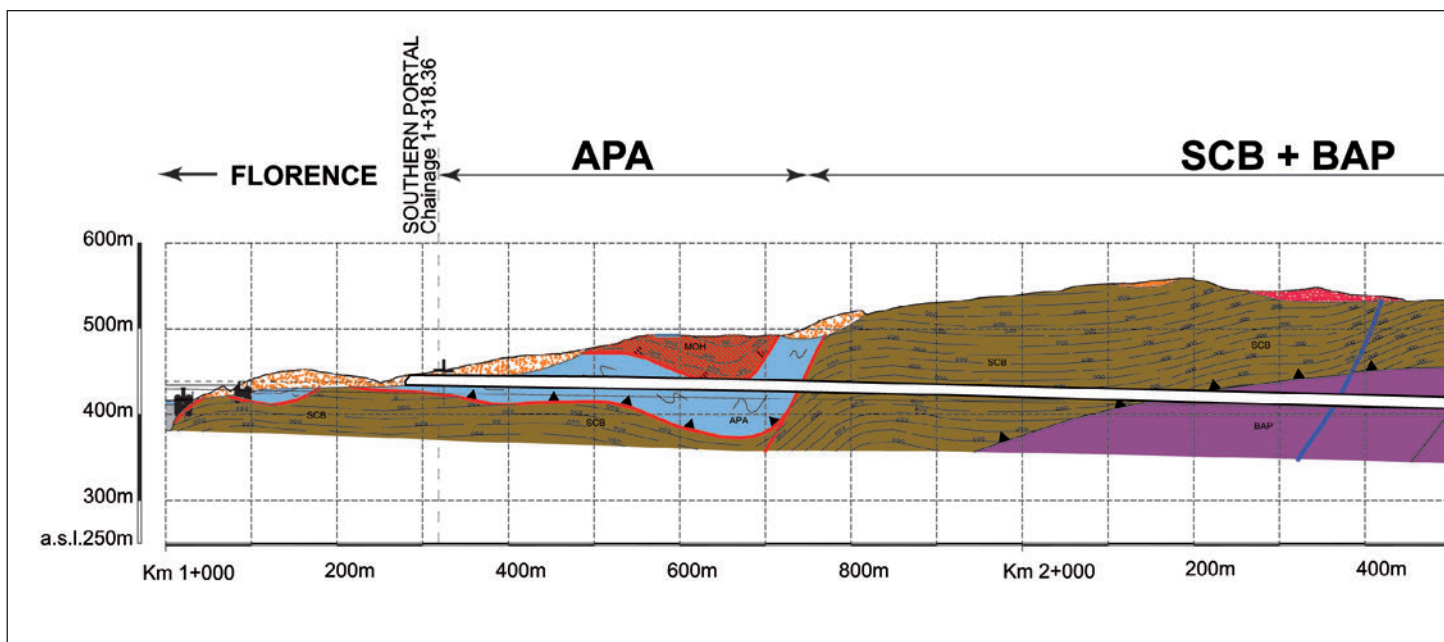 SOUTHERN PORTAL
Chainage 1+318.36
FLORENCE
APA
SCB + BAP
600m
500m
400m
300m
a.s.l.250m
MOH
SCB
SCB
APA
SCB
SCB
BAP
Km 1+000
200m
400m
600m
800m
Km 2+000
200m
400m